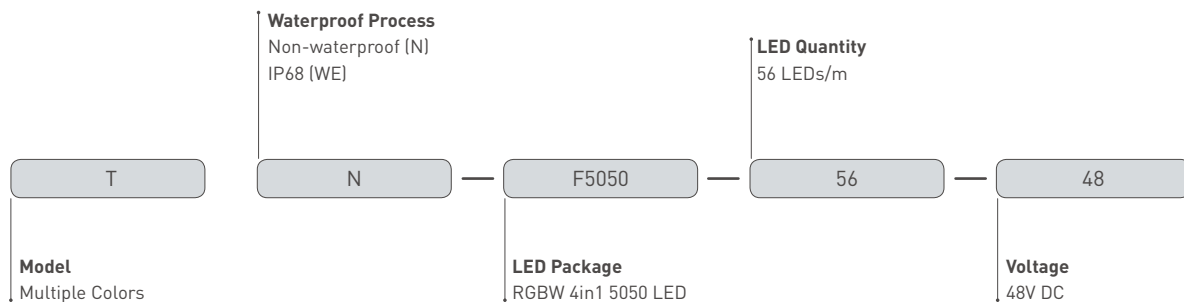 Waterproof Process
Non-waterproof (N)
IP68 (WE)
LED Quantity
56 LEDs/m
T N — F5050 — 56 — 48
Model
Multiple Colors
LED Package
RGBW 4in1 5050 LED
Voltage
48V DC